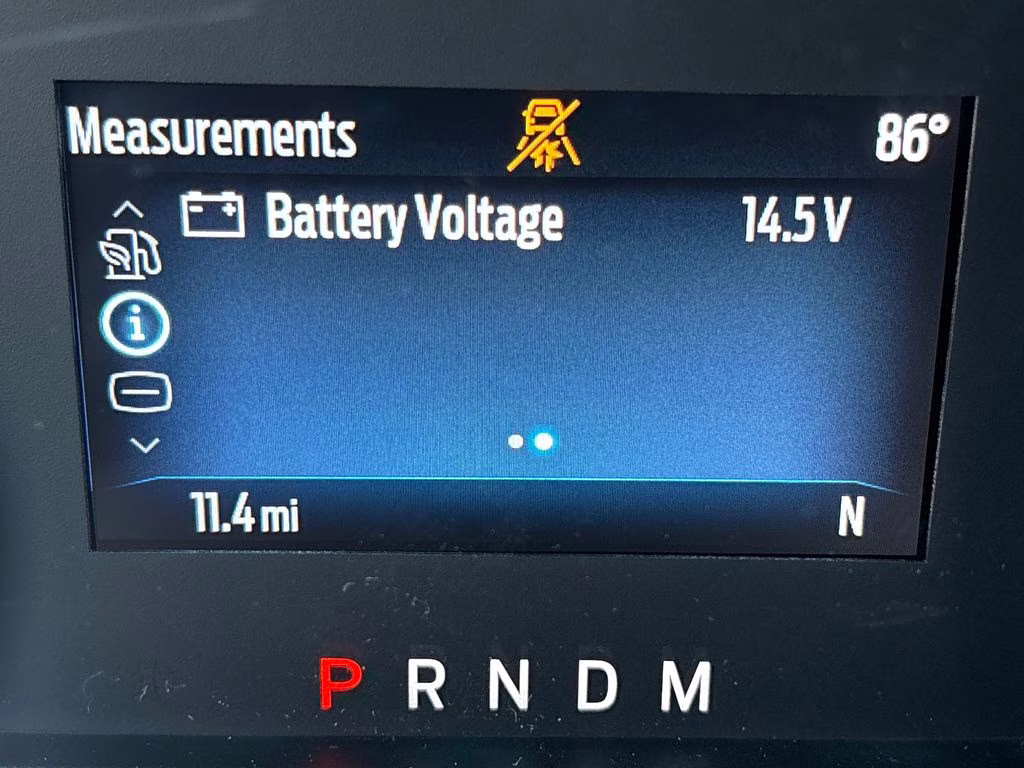 Measurements 86°
Battery Voltage 14.5 V
11.4 mi N
P R N D M